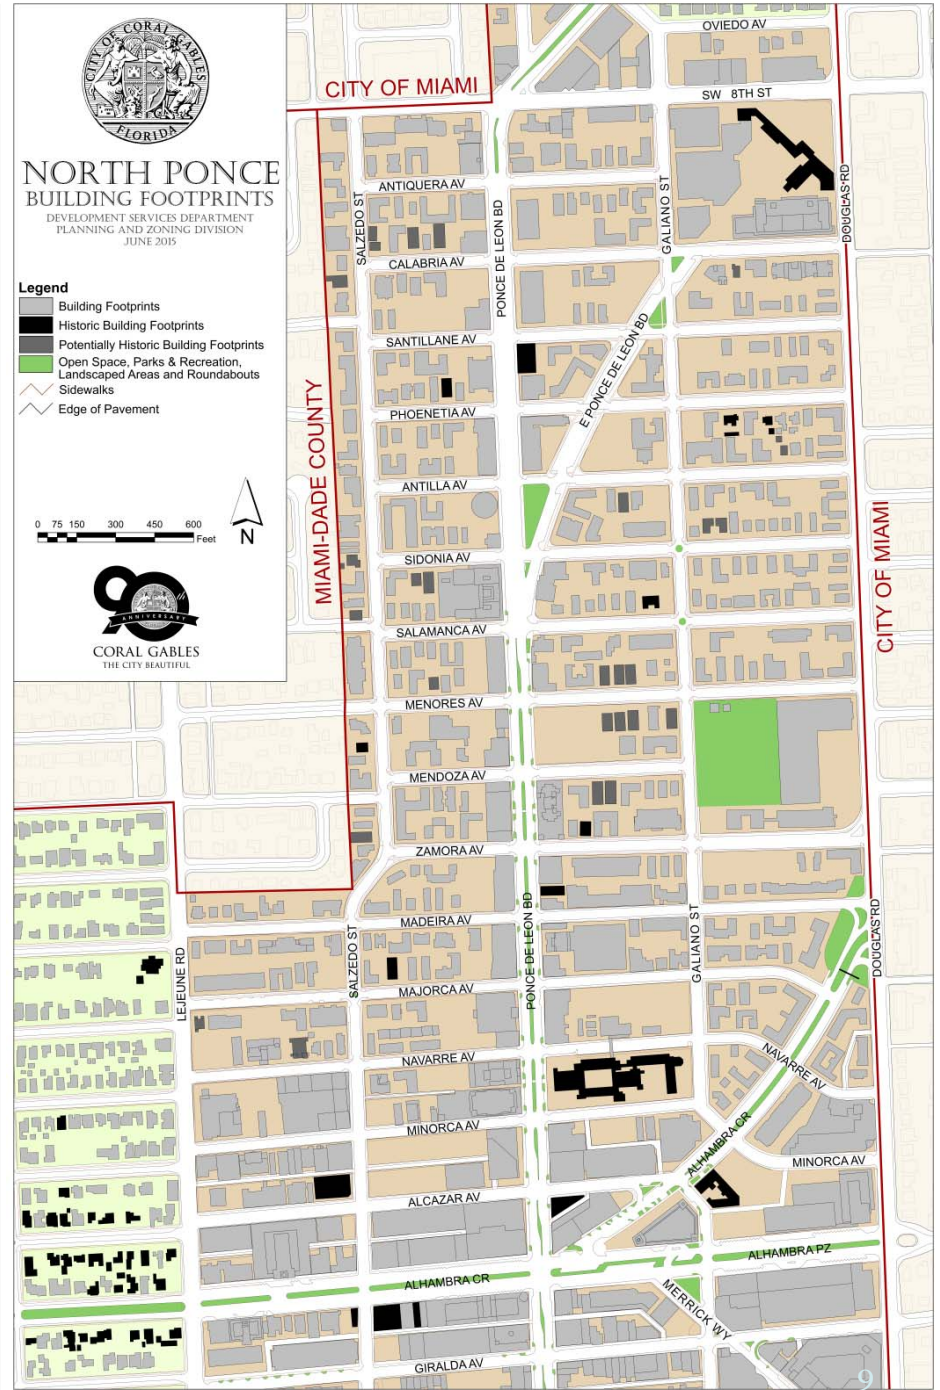 CITY OF CORAL GABLES
FLORIDA
NORTH PONCE
BUILDING FOOTPRINTS
DEVELOPMENT SERVICES DEPARTMENT
PLANNING AND ZONING DIVISION
JUNE 2015
Legend
Building Footprints
Historic Building Footprints
Potentially Historic Building Footprints
Open Space, Parks & Recreation,
Landscaped Areas and Roundabouts
Sidewalks
Edge of Pavement
0 75 150 300 450 600
Feet
N
90
ANNIVERSARY
CORAL GABLES
THE CITY BEAUTIFUL
OVIEDO AV
CITY OF MIAMI
SW 8TH ST
ANTIQUERA AV
SALZEDO ST
PONCE DE LEON BD
GALIANO ST
DOUGLAS RD
CALABRIA AV
SANTILLANE AV
E PONCE DE LEON BD
MIAMI-DADE COUNTY
PHOENETIA AV
ANTILLA AV
CITY OF MIAMI
SIDONIA AV
SALAMANCA AV
MENORES AV
MENDOZA AV
ZAMORA AV
MADEIRA AV
LEJEUNE RD
SALZEDO ST
PONCE DE LEON BD
GALIANO ST
DOUGLAS RD
MAJORCA AV
NAVARRE AV
NAVARRE AV
MINORCA AV
ALHAMBRA CR
MINORCA AV
ALCAZAR AV
ALHAMBRA PZ
ALHAMBRA CR
MERRICK WY
GIRALDA AV
9